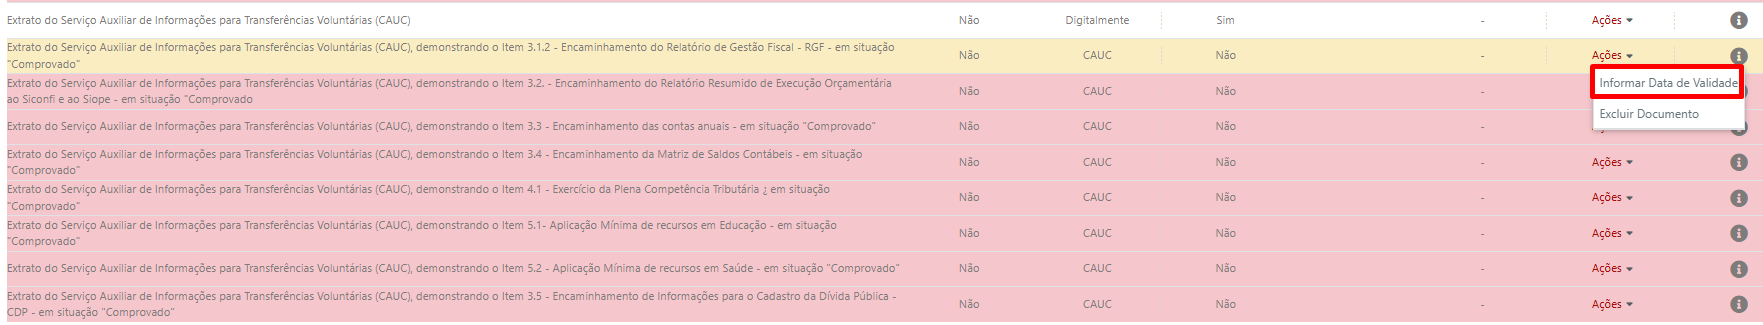 Extrato do Serviço Auxiliar de Informações para Transferências Voluntárias (CAUC) Não Digitalmente Sim - Ações
Extrato do Serviço Auxiliar de Informações para Transferências Voluntárias (CAUC), demonstrando o Item 3.1.2 - Encaminhamento do Relatório de Gestão Fiscal - RGF - em situação
"Comprovado" Não CAUC Não - Ações
Informar Data de Validade
Excluir Documento
Extrato do Serviço Auxiliar de Informações para Transferências Voluntárias (CAUC), demonstrando o Item 3.2. - Encaminhamento do Relatório Resumido de Execução Orçamentária
ao Siconfi e ao Siope - em situação "Comprovado Não CAUC Não -
Extrato do Serviço Auxiliar de Informações para Transferências Voluntárias (CAUC), demonstrando o Item 3.3 - Encaminhamento das contas anuais - em situação "Comprovado" Não CAUC Não -
Extrato do Serviço Auxiliar de Informações para Transferências Voluntárias (CAUC), demonstrando o Item 3.4 - Encaminhamento da Matriz de Saldos Contábeis - em situação
"Comprovado" Não CAUC Não - Ações
Extrato do Serviço Auxiliar de Informações para Transferências Voluntárias (CAUC), demonstrando o Item 4.1 - Exercício da Plena Competência Tributária ¿ em situação
"Comprovado" Não CAUC Não - Ações
Extrato do Serviço Auxiliar de Informações para Transferências Voluntárias (CAUC), demonstrando o Item 5.1- Aplicação Mínima de recursos em Educação - em situação
"Comprovado" Não CAUC Não - Ações
Extrato do Serviço Auxiliar de Informações para Transferências Voluntárias (CAUC), demonstrando o Item 5.2 - Aplicação Mínima de recursos em Saúde - em situação "Comprovado" Não CAUC Não - Ações
Extrato do Serviço Auxiliar de Informações para Transferências Voluntárias (CAUC), demonstrando o Item 3.5 - Encaminhamento de Informações para o Cadastro da Dívida Pública -
CDP - em situação "Comprovado" Não CAUC Não - Ações